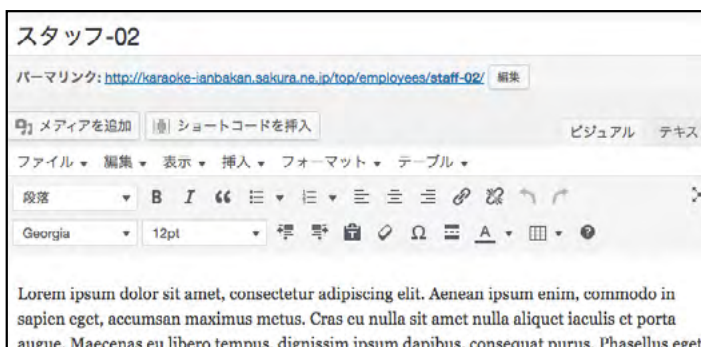 スタッフ-02
パーマリンク: http://karaoke-ianbakan.sakura.ne.jp/top/employees/staff-02/ 編集
メディアを追加 ショートコードを挿入 ビジュアル テキス
ファイル 編集 表示 挿入 フォーマット テーブル
段落 B I
Georgia 12pt Ω A
Lorem ipsum dolor sit amet, consectetur adipiscing elit. Aenean ipsum enim, commodo in
sapien eget, accumsan maximus metus. Cras eu nulla sit amet nulla aliquet iaculis et porta
augue. Maecenas eu libero tempus, dignissim ipsum dapibus, consequat purus. Phasellus eget